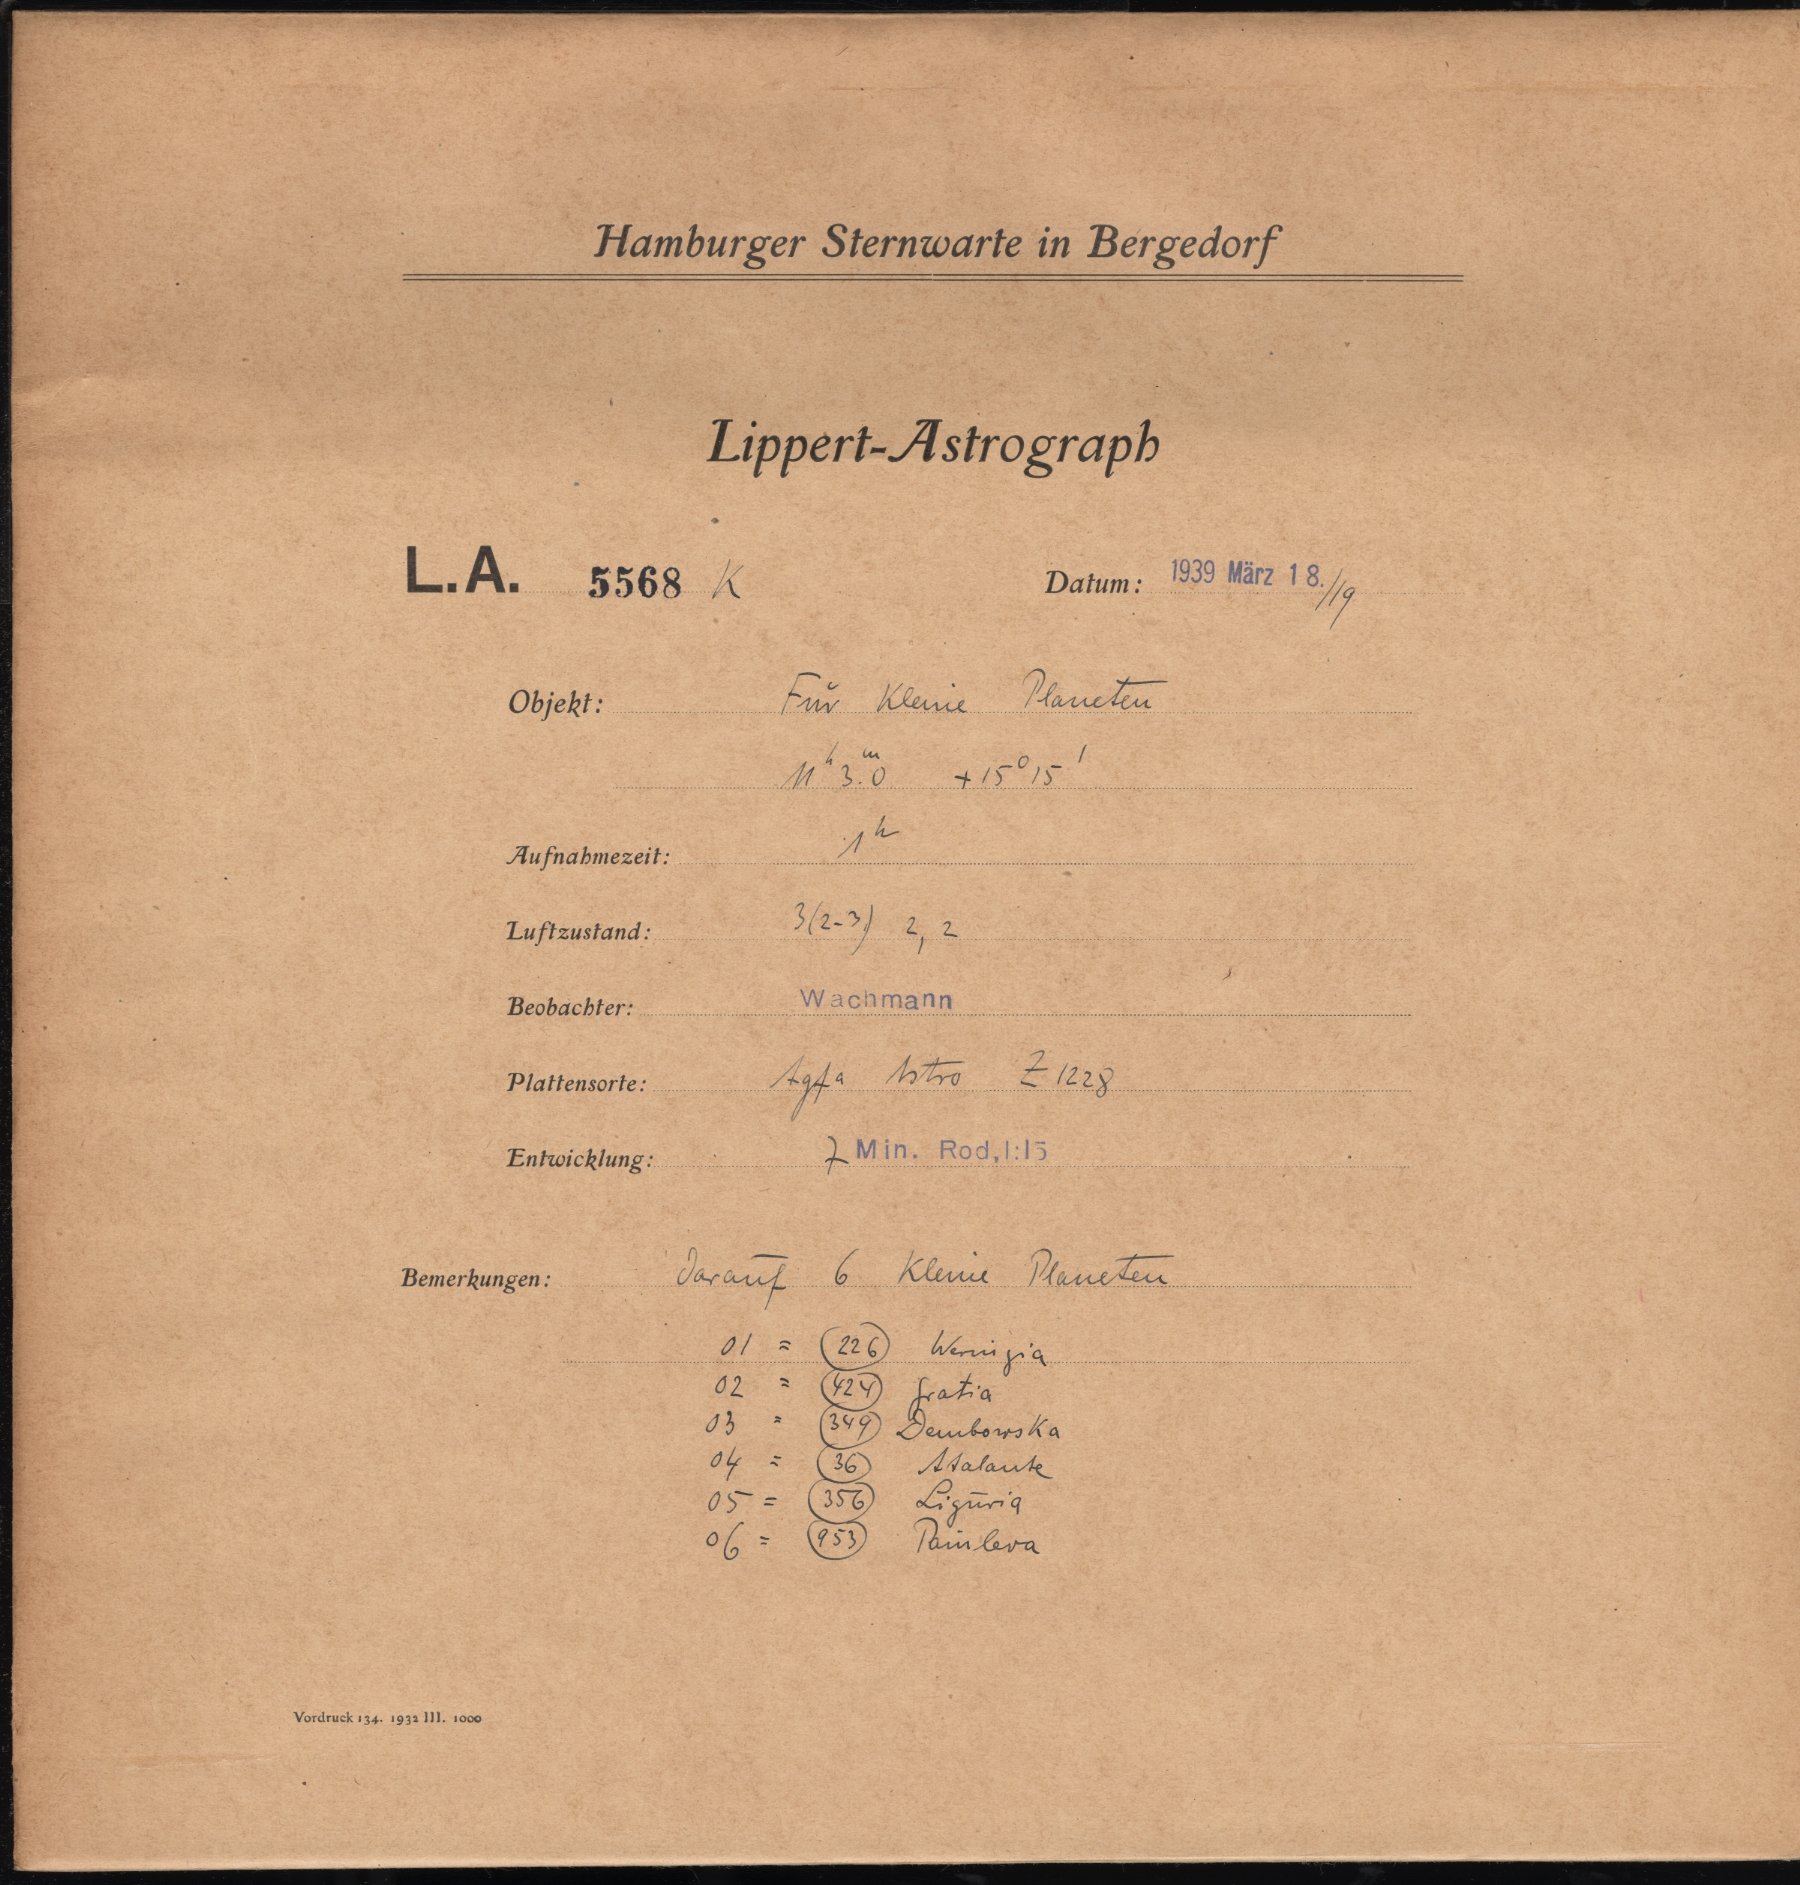 Hamburger Sternwarte in Bergedorf
Lippert-Astrograph
L.A. 5568 K Datum: 1939 März 18./19
Objekt: Für Kleine Planeten
11h 3m.0 +15°15'
Aufnahmezeit: 1h
Luftzustand: 3(2-3) 2, 2
Beobachter: Wachmann
Plattensorte: Agfa Astro Z 1228
Entwicklung: 7 Min. Rod, 1:15
Bemerkungen: Darauf 6 Kleine Planeten
01 = (226) Weringia
02 = (424) Gratia
03 = (349) Dembowska
04 = (36) Atalante
05 = (356) Liguria
06 = (953) Painleva
Vordruck 134. 1932 III. 1000